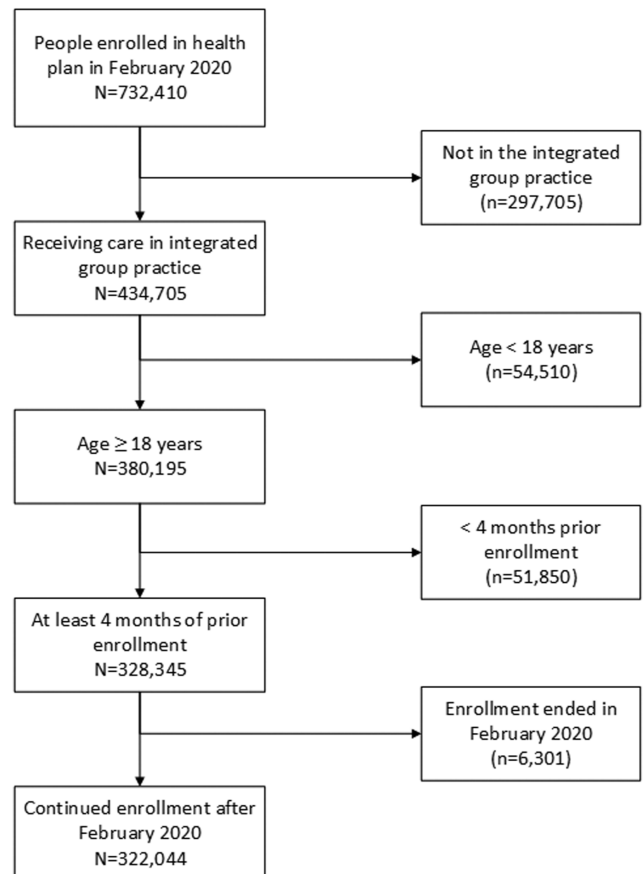 People enrolled in health
plan in February 2020
N=732,410
Not in the integrated
group practice
(n=297,705)
Receiving care in integrated
group practice
N=434,705
Age < 18 years
(n=54,510)
Age ≥ 18 years
N=380,195
< 4 months prior
enrollment
(n=51,850)
At least 4 months of prior
enrollment
N=328,345
Enrollment ended in
February 2020
(n=6,301)
Continued enrollment after
February 2020
N=322,044